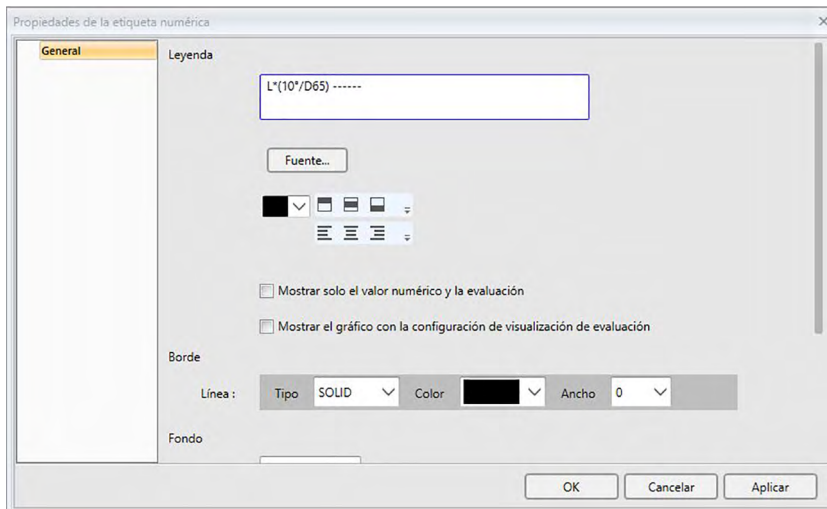 Propiedades de la etiqueta numérica
General
Leyenda
L*(10°/D65) ------
Fuente...
Mostrar solo el valor numérico y la evaluación
Mostrar el gráfico con la configuración de visualización de evaluación
Borde
Línea : Tipo SOLID Color Ancho 0
Fondo
OK Cancelar Aplicar